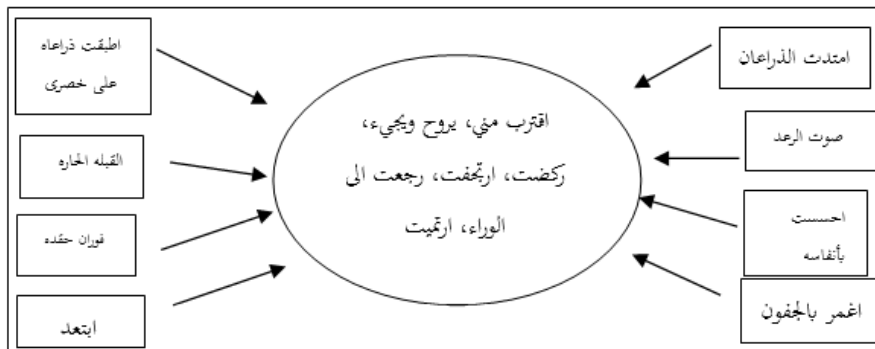 امتدت الذراعان
صوت الرعد
احسست
بأنفاسه
اغمر بالجفون
اقترب مني، يروح ويجيء،
ركضت، ارتجفت، رجعت الى
الوراء، ارتميت
اطبقت ذراعاه
على خصرى
القبله الحاره
فوران حقده
ابتعد